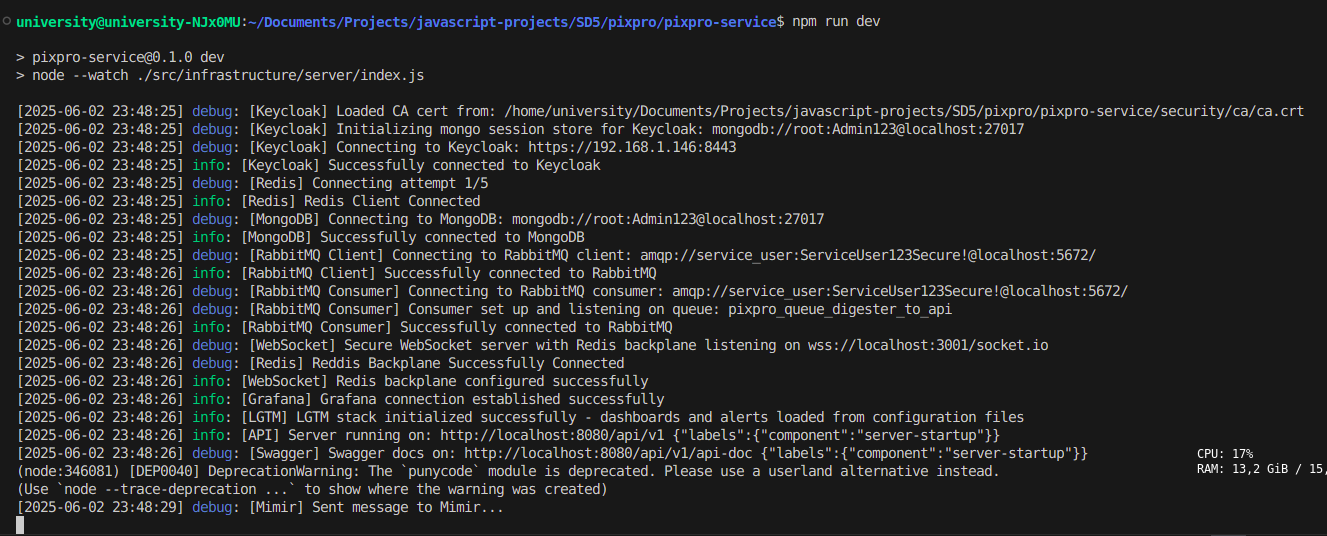 university@university-NJx0MU:~/Documents/Projects/javascript-projects/SD5/pixpro/pixpro-service$ npm run dev
> pixpro-service@0.1.0 dev
> node --watch ./src/infrastructure/server/index.js
[2025-06-02 23:48:25] debug: [Keycloak] Loaded CA cert from: /home/university/Documents/Projects/javascript-projects/SD5/pixpro/pixpro-service/security/ca/ca.crt
[2025-06-02 23:48:25] debug: [Keycloak] Initializing mongo session store for Keycloak: mongodb://root:Admin123@localhost:27017
[2025-06-02 23:48:25] debug: [Keycloak] Connecting to Keycloak: https://192.168.1.146:8443
[2025-06-02 23:48:25] info: [Keycloak] Successfully connected to Keycloak
[2025-06-02 23:48:25] debug: [Redis] Connecting attempt 1/5
[2025-06-02 23:48:25] info: [Redis] Redis Client Connected
[2025-06-02 23:48:25] debug: [MongoDB] Connecting to MongoDB: mongodb://root:Admin123@localhost:27017
[2025-06-02 23:48:25] info: [MongoDB] Successfully connected to MongoDB
[2025-06-02 23:48:25] debug: [RabbitMQ Client] Connecting to RabbitMQ client: amqp://service_user:ServiceUser123Secure!@localhost:5672/
[2025-06-02 23:48:26] info: [RabbitMQ Client] Successfully connected to RabbitMQ
[2025-06-02 23:48:26] debug: [RabbitMQ Consumer] Connecting to RabbitMQ consumer: amqp://service_user:ServiceUser123Secure!@localhost:5672/
[2025-06-02 23:48:26] debug: [RabbitMQ Consumer] Consumer set up and listening on queue: pixpro_queue_digester_to_api
[2025-06-02 23:48:26] info: [RabbitMQ Consumer] Successfully connected to RabbitMQ
[2025-06-02 23:48:26] debug: [WebSocket] Secure WebSocket server with Redis backplane listening on wss://localhost:3001/socket.io
[2025-06-02 23:48:26] debug: [Redis] Reddis Backplane Successfully Connected
[2025-06-02 23:48:26] info: [WebSocket] Redis backplane configured successfully
[2025-06-02 23:48:26] info: [Grafana] Grafana connection established successfully
[2025-06-02 23:48:26] info: [LGTM] LGTM stack initialized successfully - dashboards and alerts loaded from configuration files
[2025-06-02 23:48:26] info: [API] Server running on: http://localhost:8080/api/v1 {"labels":{"component":"server-startup"}}
[2025-06-02 23:48:26] debug: [Swagger] Swagger docs on: http://localhost:8080/api/v1/api-doc {"labels":{"component":"server-startup"}}
CPU: 17%
(node:346081) [DEP0040] DeprecationWarning: The `punycode` module is deprecated. Please use a userland alternative instead.
RAM: 13,2 GiB / 15,
(Use `node --trace-deprecation ...` to show where the warning was created)
[2025-06-02 23:48:29] debug: [Mimir] Sent message to Mimir...